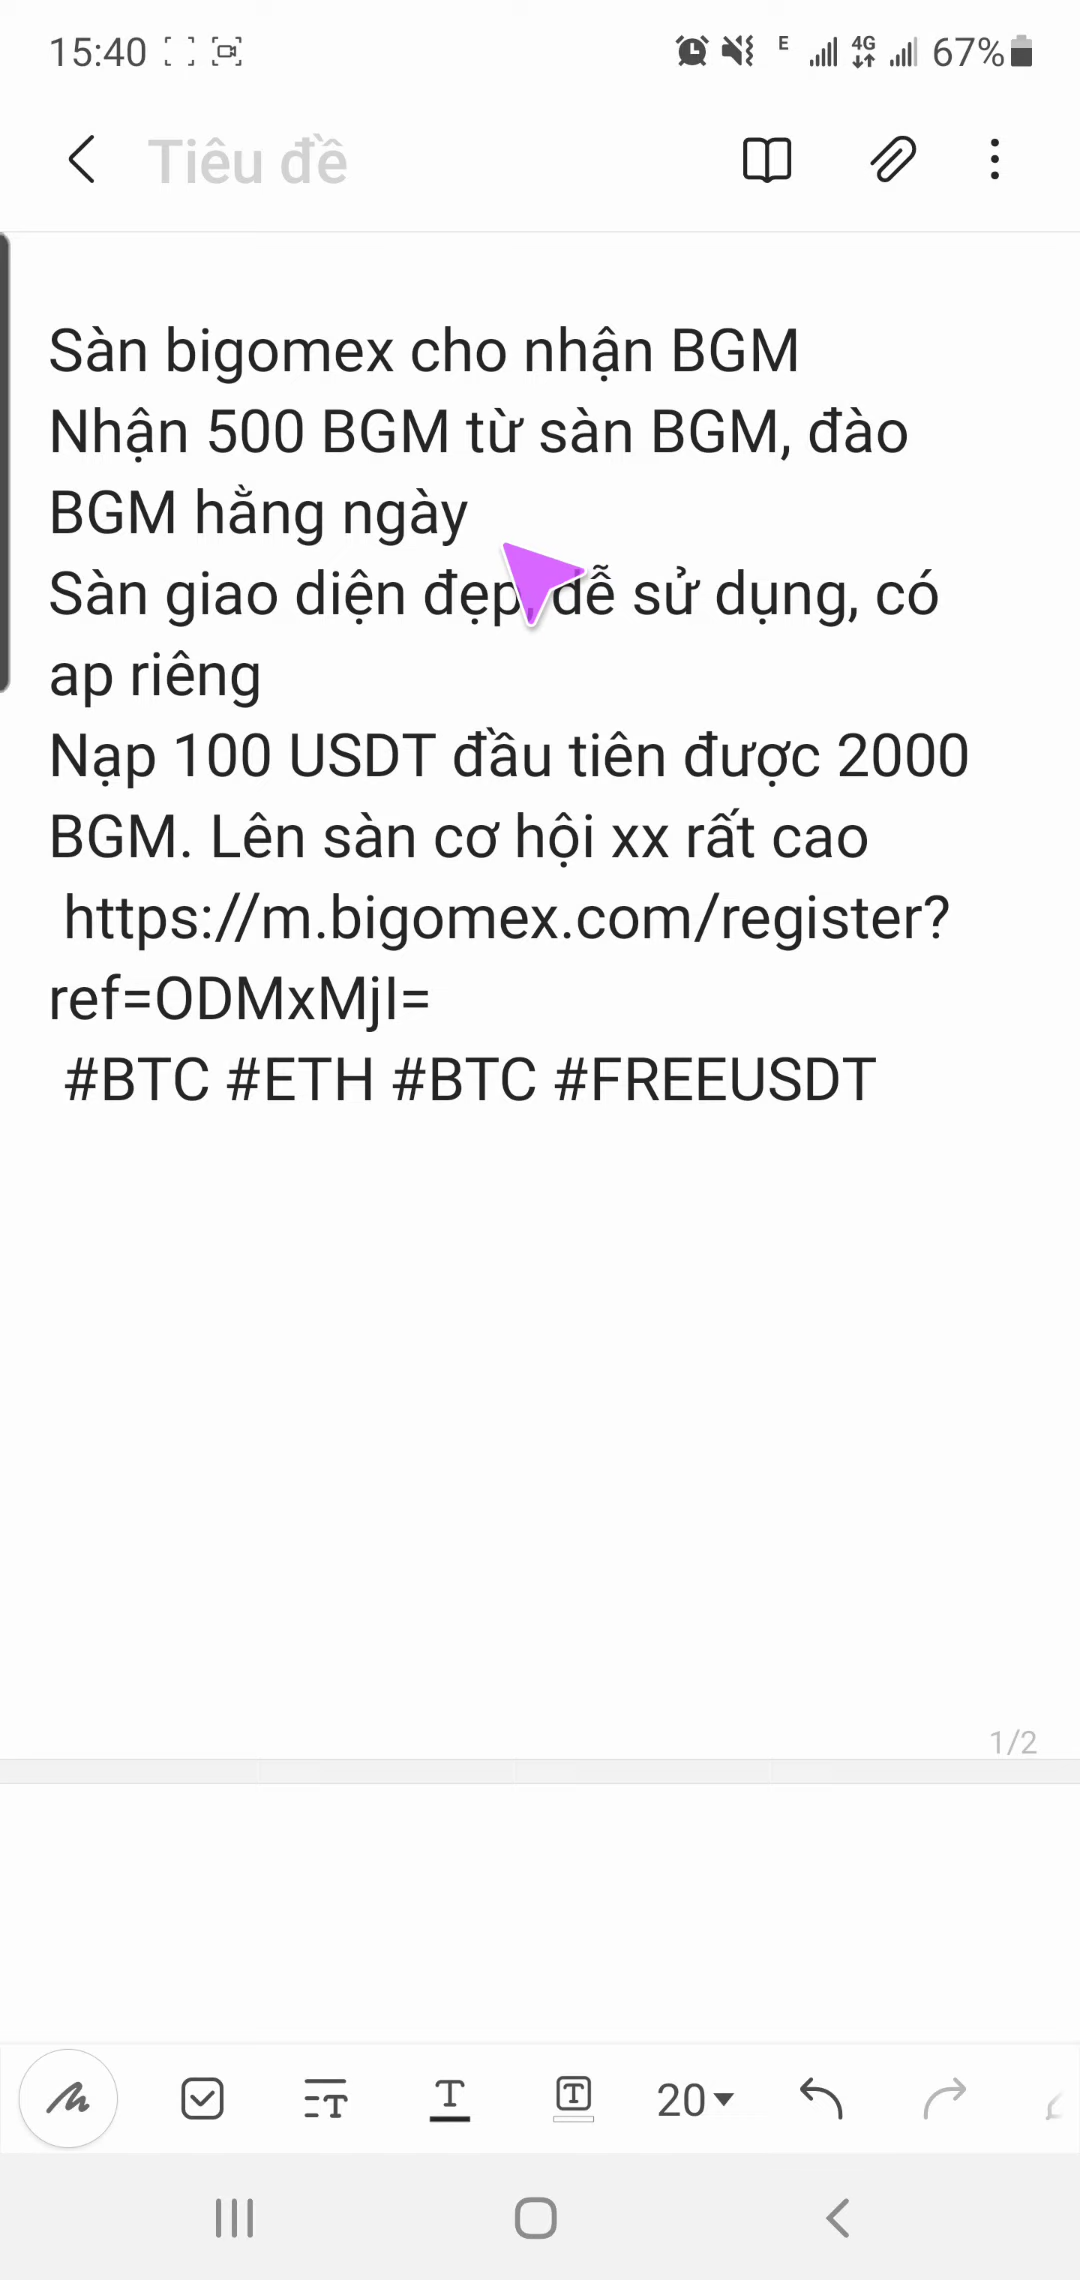 15:40 E 4G 67%
Tiêu đề
Sàn bigomex cho nhận BGM
Nhận 500 BGM từ sàn BGM, đào
BGM hằng ngày
Sàn giao diện đẹp, dễ sử dụng, có
ap riêng
Nạp 100 USDT đầu tiên được 2000
BGM. Lên sàn cơ hội xx rất cao
https://m.bigomex.com/register?
ref=ODMxMjI=
#BTC #ETH #BTC #FREEUSDT
1/2
20